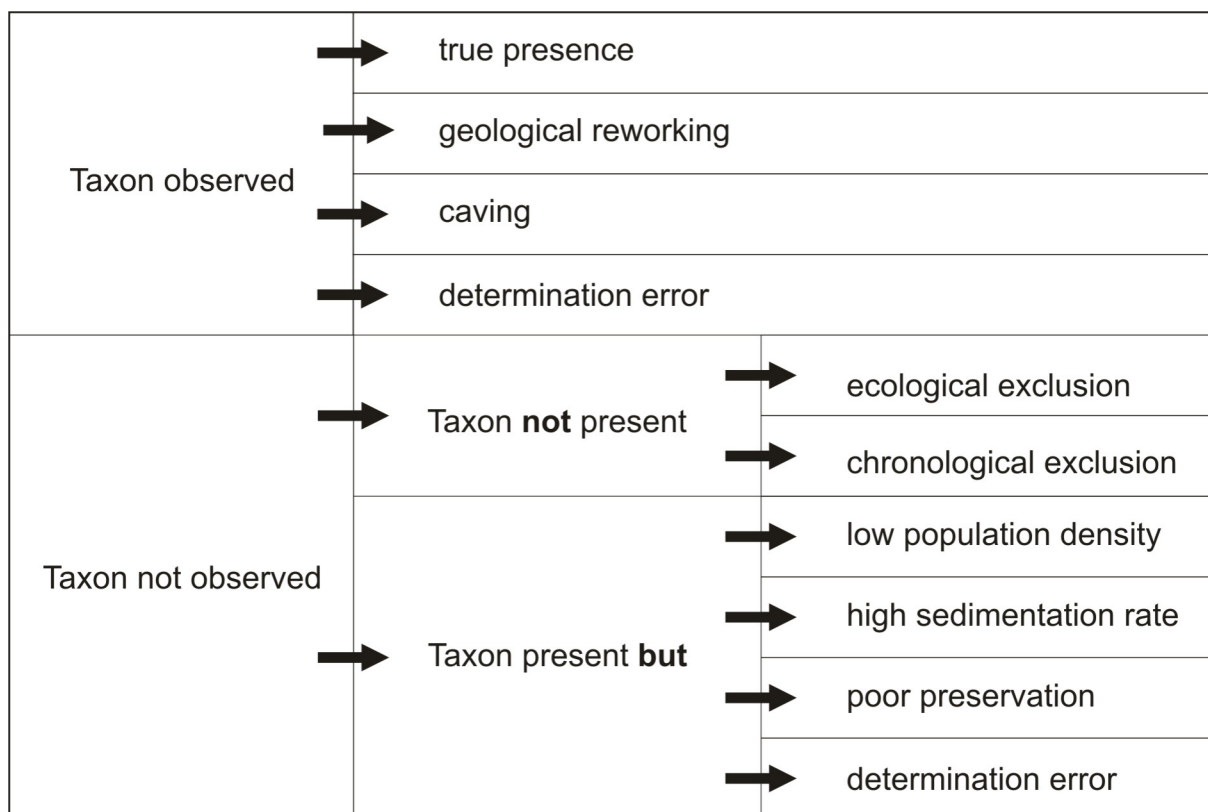 Taxon observed
true presence
geological reworking
caving
determination error
Taxon not observed
Taxon not present
ecological exclusion
chronological exclusion
Taxon present but
low population density
high sedimentation rate
poor preservation
determination error